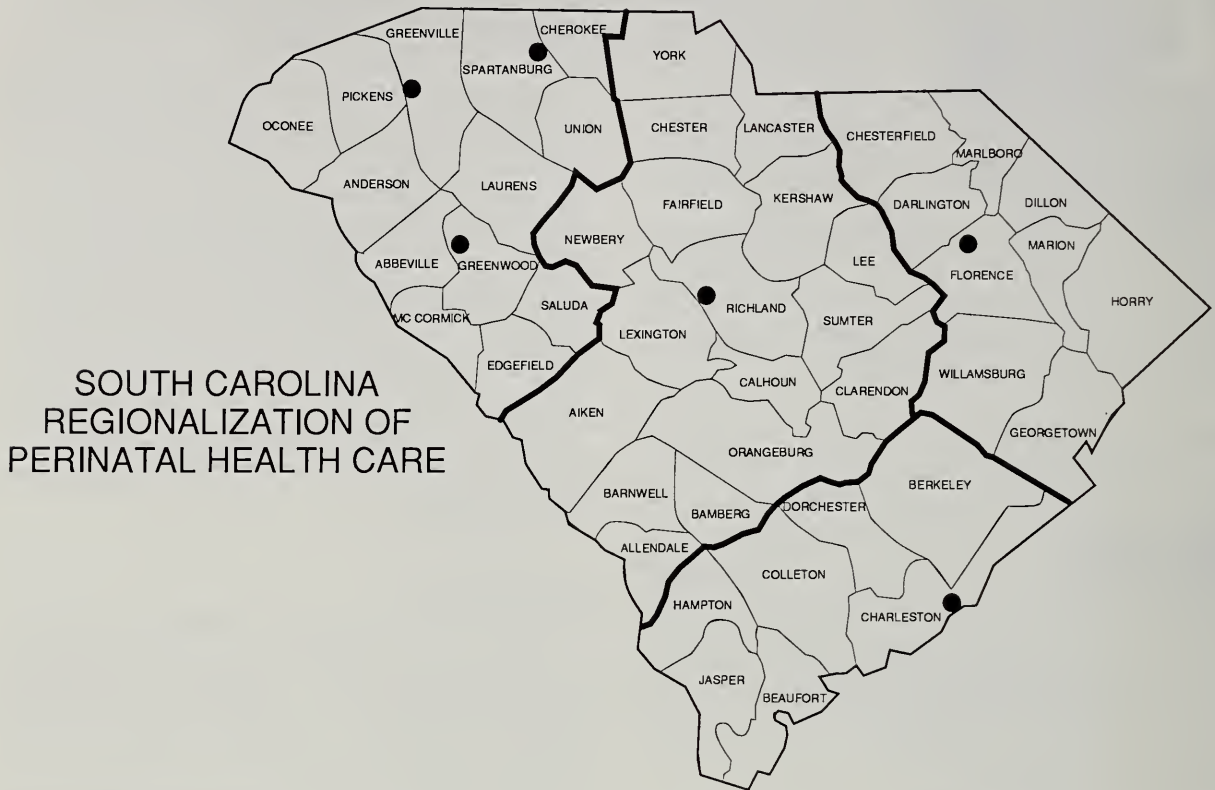 GREENVILLE
CHEROKEE
SPARTANBURG
YORK
PICKENS
OCONEE
UNION
CHESTER
LANCASTER
CHESTERFIELD
MARLBORO
ANDERSON
LAURENS
FAIRFIELD
KERSHAW
DARLINGTON
DILLON
NEWBERY
MARION
ABBEVILLE
GREENWOOD
LEE
FLORENCE
HORRY
MC CORMICK
SALUDA
LEXINGTON
RICHLAND
SUMTER
EDGEFIELD
CALHOUN
CLARENDON
WILLAMSBURG
AIKEN
GEORGETOWN
ORANGEBURG
BERKELEY
BARNWELL
BAMBERG
DORCHESTER
ALLENDALE
COLLETON
HAMPTON
CHARLESTON
JASPER
BEAUFORT
SOUTH CAROLINA
REGIONALIZATION OF
PERINATAL HEALTH CARE